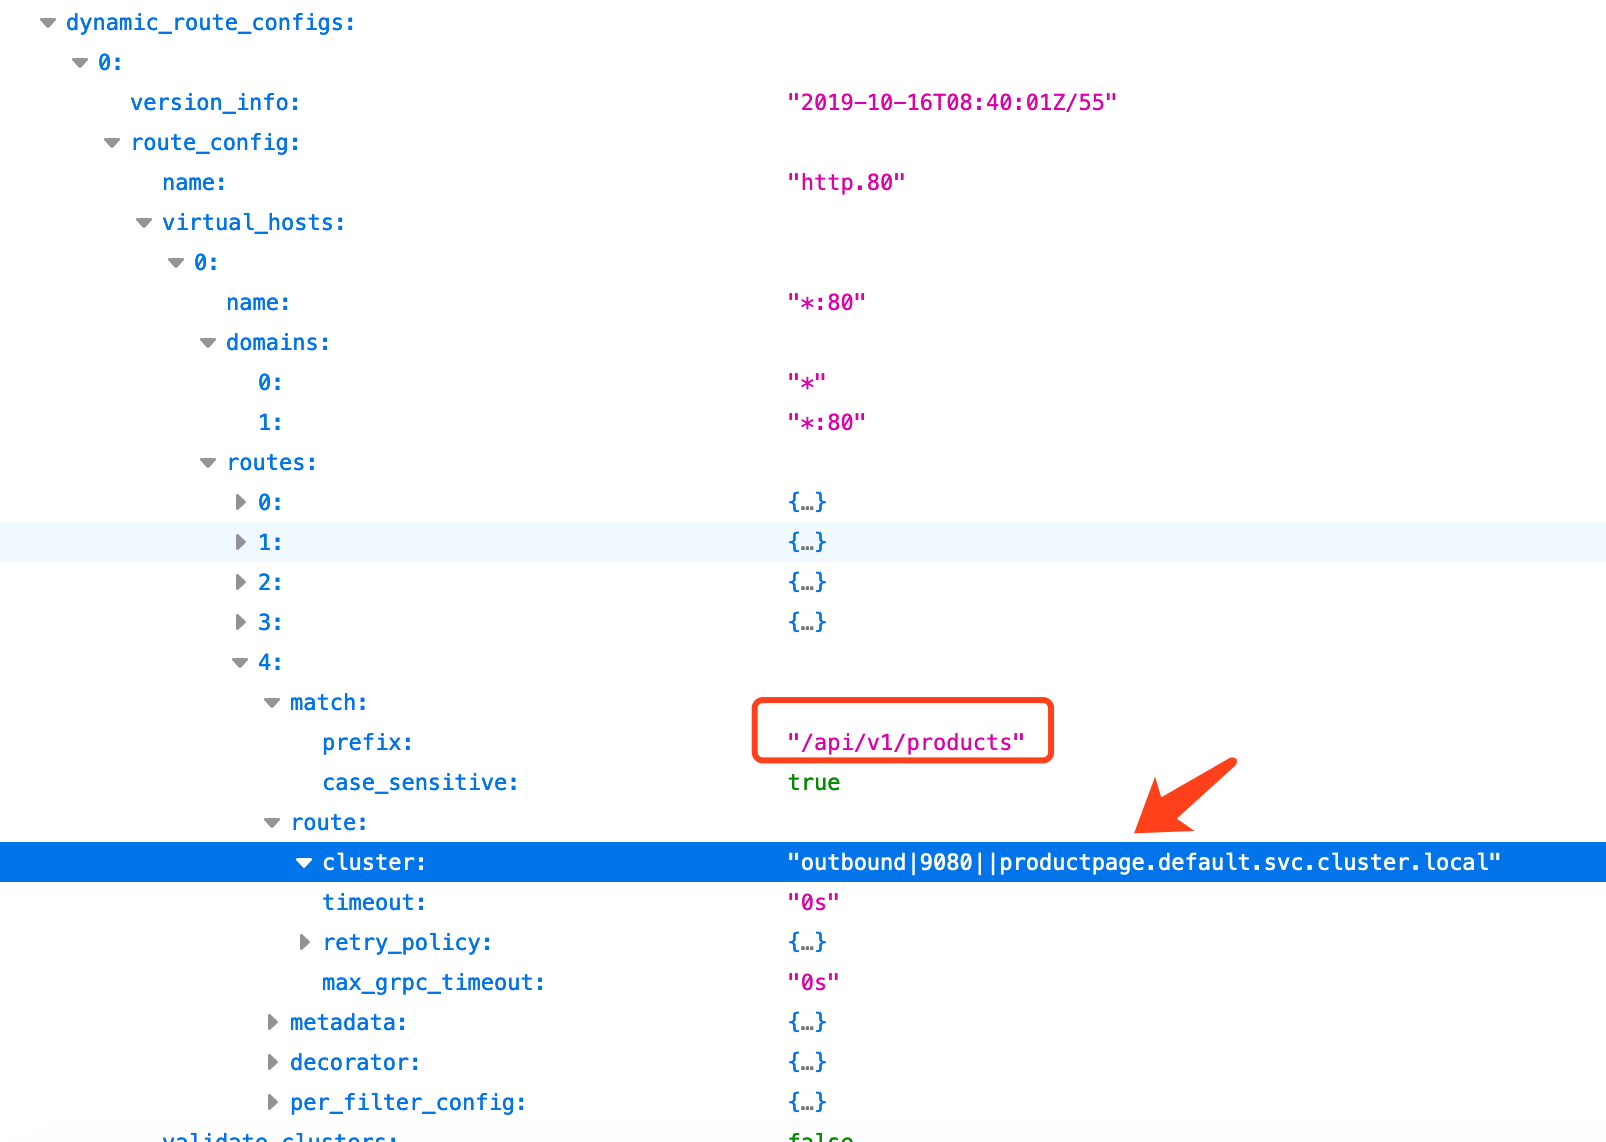 dynamic_route_configs:
0:
version_info: "2019-10-16T08:40:01Z/55"
route_config:
name: "http.80"
virtual_hosts:
0:
name: "*:80"
domains:
0: "*"
1: "*:80"
routes:
0: {…}
1: {…}
2: {…}
3: {…}
4:
match:
prefix: "/api/v1/products"
case_sensitive: true
route:
cluster: "outbound|9080||productpage.default.svc.cluster.local"
timeout: "0s"
retry_policy: {…}
max_grpc_timeout: "0s"
metadata: {…}
decorator: {…}
per_filter_config: {…}
validate_clusters: false